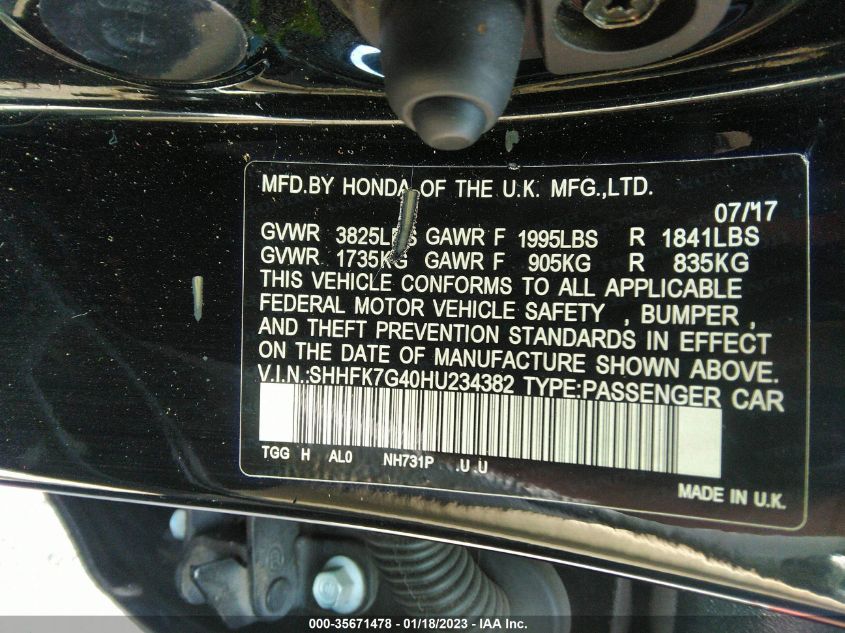 MFD.BY HONDA OF THE U.K. MFG.,LTD.
07/'17
GVWR 3825LBS GAWR F 1995LBS R 1841LBS
GVWR 1735KG GAWR F 905KG R 835KG
THIS VEHICLE CONFORMS TO ALL APPLICABLE
FEDERAL MOTOR VEHICLE SAFETY , BUMPER ,
AND THEFT PREVENTION STANDARDS IN EFFECT
ON THE DATE OF MANUFACTURE SHOWN ABOVE.
V.I.N.:SHHFK7G40HU234382 TYPE:PASSENGER CAR
TGG H AL0 NH731P .U .U
MADE IN U.K.
000-35671478 - 01/18/2023 - IAA Inc.